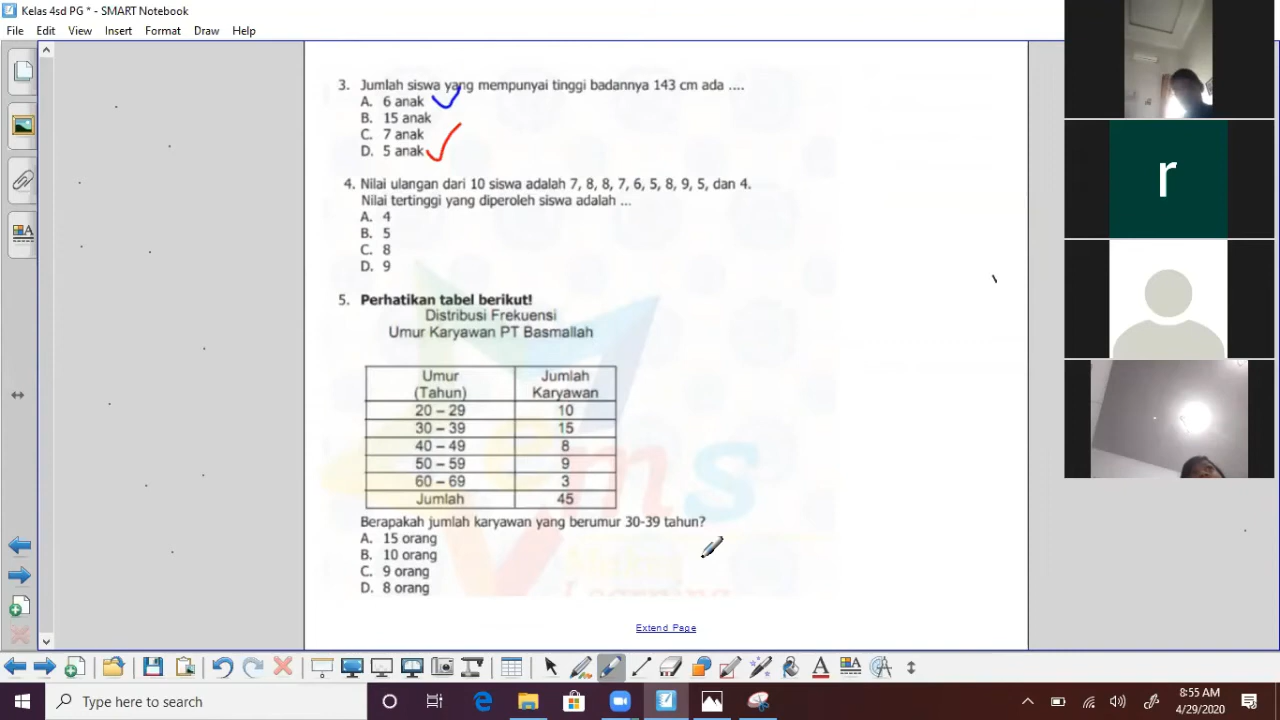 Kelas 4sd PG * - SMART Notebook
File Edit View Insert Format Draw Help
3. Jumlah siswa yang mempunyai tinggi badannya 143 cm ada ....
A. 6 anak
B. 15 anak
C. 7 anak
D. 5 anak
4. Nilai ulangan dari 10 siswa adalah 7, 8, 8, 7, 6, 5, 8, 9, 5, dan 4.
Nilai tertinggi yang diperoleh siswa adalah ...
A. 4
B. 5
C. 8
D. 9
5. Perhatikan tabel berikut!
Distribusi Frekuensi
Umur Karyawan PT Basmallah
Umur (Tahun) Jumlah Karyawan
20 – 29 10
30 – 39 15
40 – 49 8
50 – 59 9
60 – 69 3
Jumlah 45
Berapakah jumlah karyawan yang berumur 30-39 tahun?
A. 15 orang
B. 10 orang
C. 9 orang
D. 8 orang
Extend Page
r
Type here to search
8:55 AM
4/29/2020